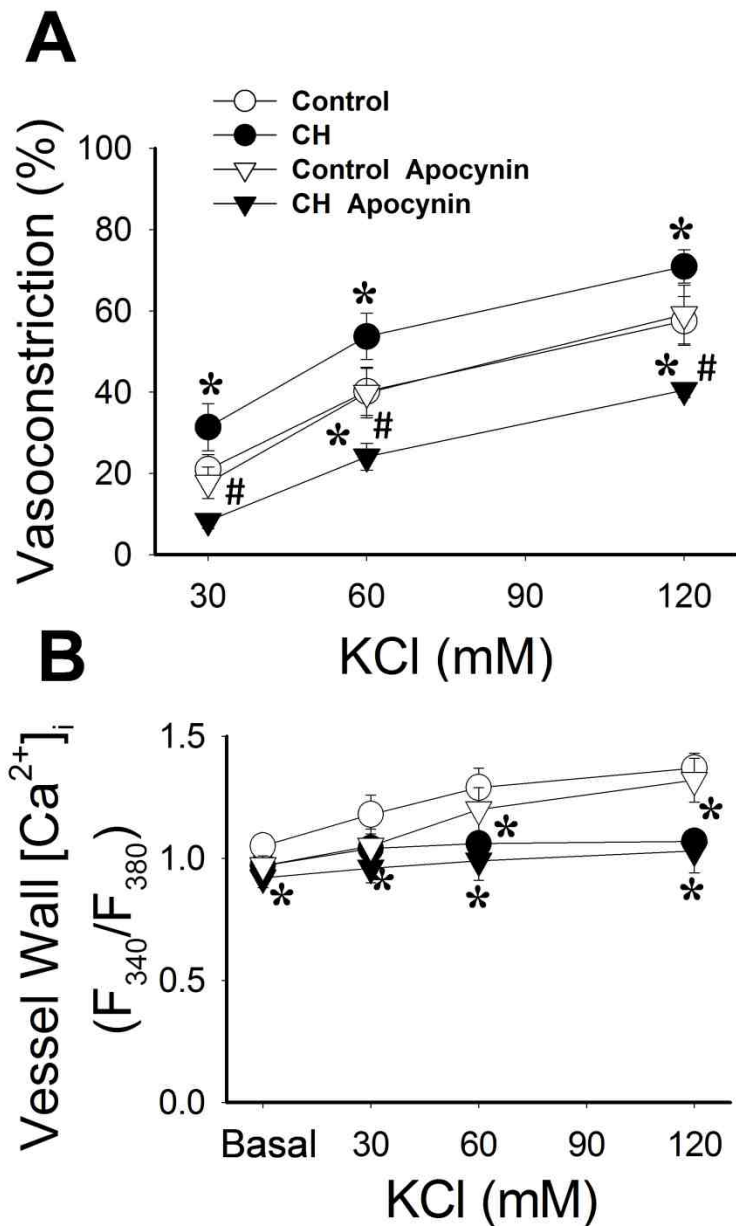 A
Control
CH
Control Apocynin
CH Apocynin
Vasoconstriction (%)
100
80
60
40
20
0
* * *
* # * # #
30 60 90 120
KCl (mM)
B
Vessel Wall [Ca²⁺]ᵢ
(F₃₄₀/F₃₈₀)
1.5
1.0
0.5
0.0
* *
* * * *
Basal 30 60 90 120
KCl (mM)